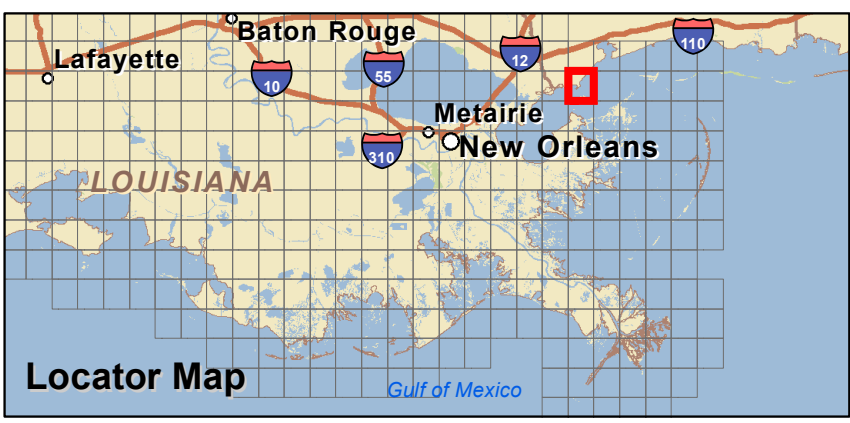 Baton Rouge
110
Lafayette
12
55
10
Metairie
New Orleans
310
LOUISIANA
Locator Map
Gulf of Mexico